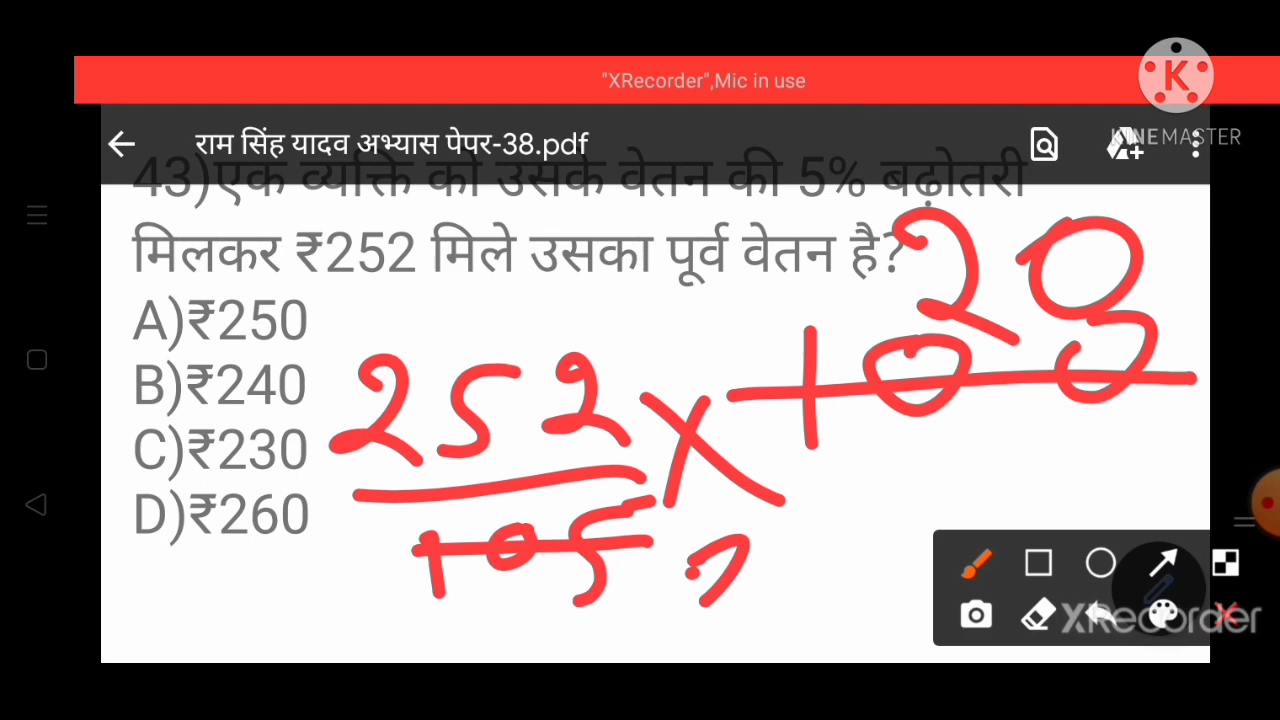 "XRecorder",Mic in use
K
KINEMASTER
राम सिंह यादव अभ्यास पेपर-38.pdf
43)एक व्यक्ति को उसके वेतन की 5% बढ़ोतरी
मिलकर ₹252 मिले उसका पूर्व वेतन है?
A)₹250
B)₹240
C)₹230
D)₹260
20
252 × 100
105
XRecorder